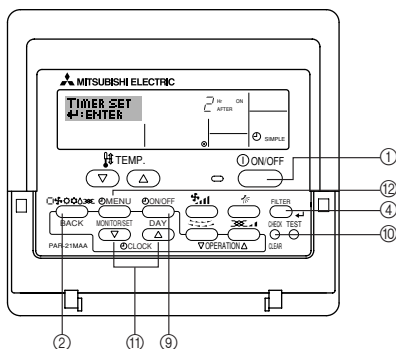 MITSUBISHI ELECTRIC
TIMER SET
↵:ENTER
2 Hr ON
AFTER
SIMPLE
TEMP.
ON/OFF
①
MENU
ON/OFF
FILTER
⑫
④
BACK
MONITOR/SET
DAY
CHECK TEST
⑩
PAR-21MAA
CLOCK
▽OPERATION△
CLEAR
② ⑪ ⑨